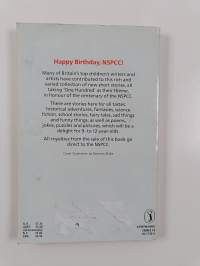 Happy Birthday, NSPCC!
Many of Britain's top children's writers and
artists have contributed to this rich and
varied collection of new short stories, all
taking 'One Hundred' as their theme,
in honour of the centenary of the NSPCC.
There are stories here for all tastes:
historical adventures, fantasies, science
fiction, school stories, fairy tales, sad things
and funny things, as well as poems,
jokes, puzzles and pictures, which will be a
delight for 8- to 12-year-olds.
All royalties from the sale of this book go
direct to the NSPCC.